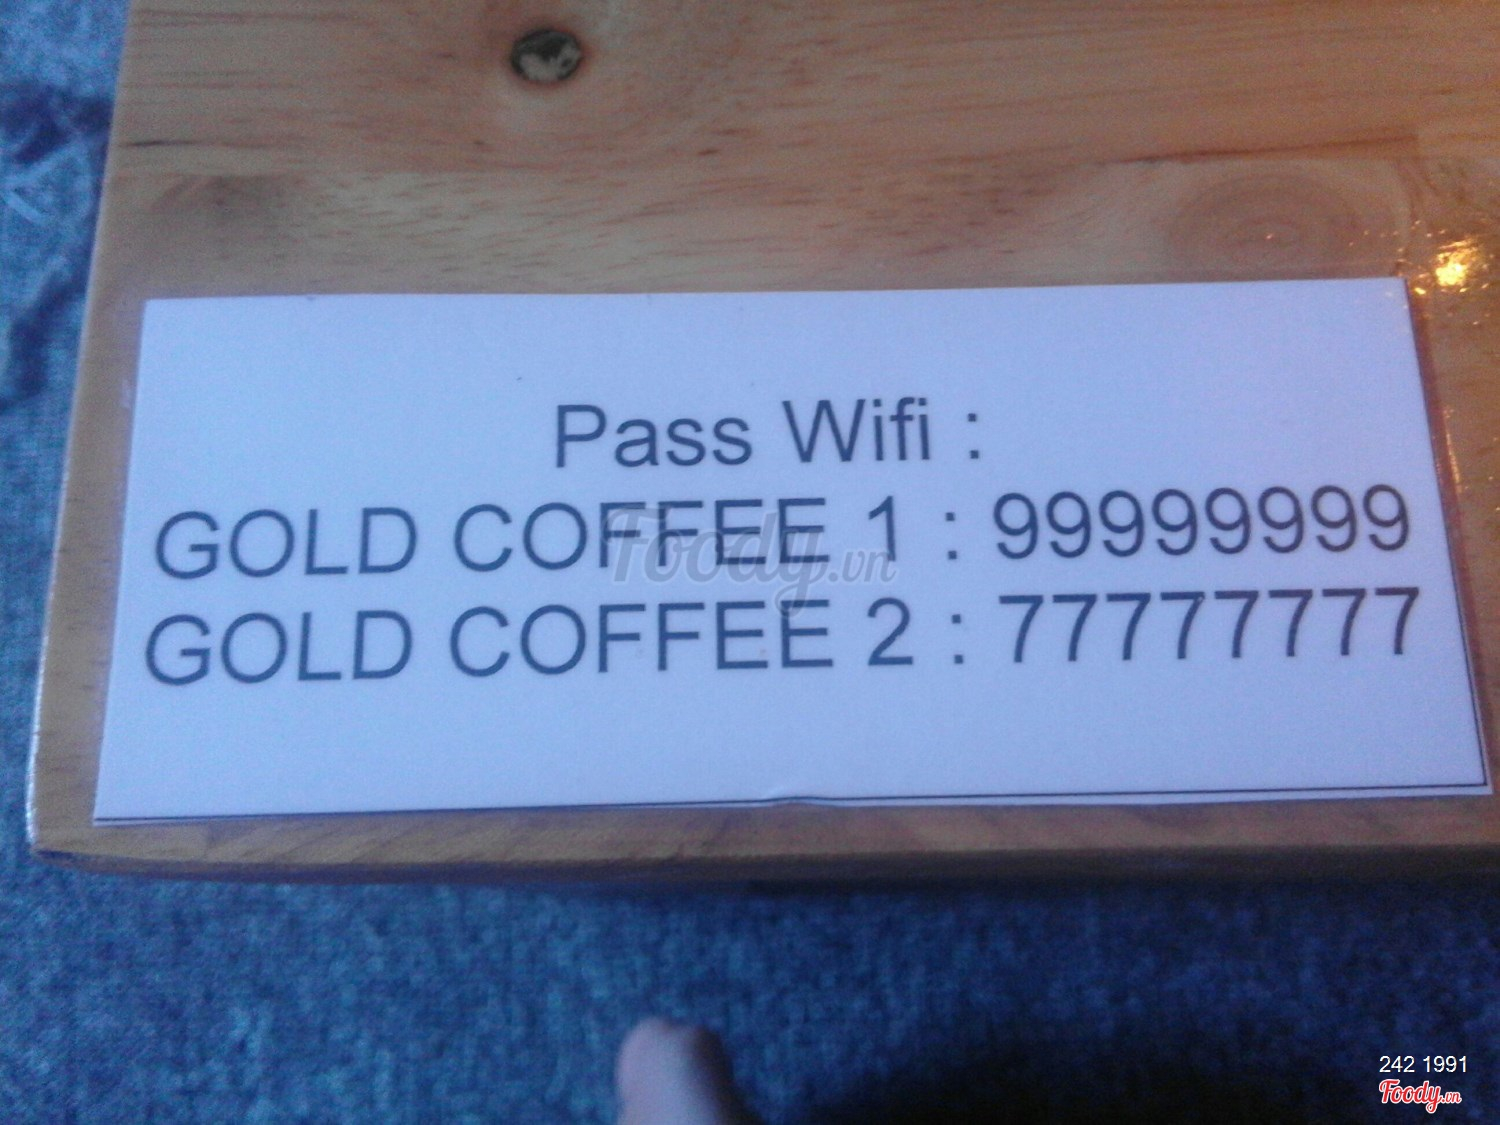 Pass Wifi :
GOLD COFFEE 1 : 99999999
GOLD COFFEE 2 : 77777777
Foody.vn
242 1991
Foody.vn